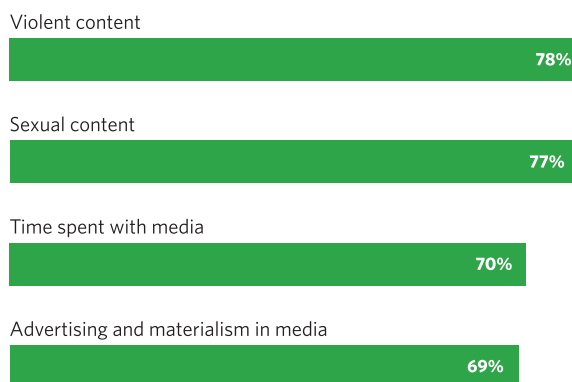 Violent content
78%
Sexual content
77%
Time spent with media
70%
Advertising and materialism in media
69%